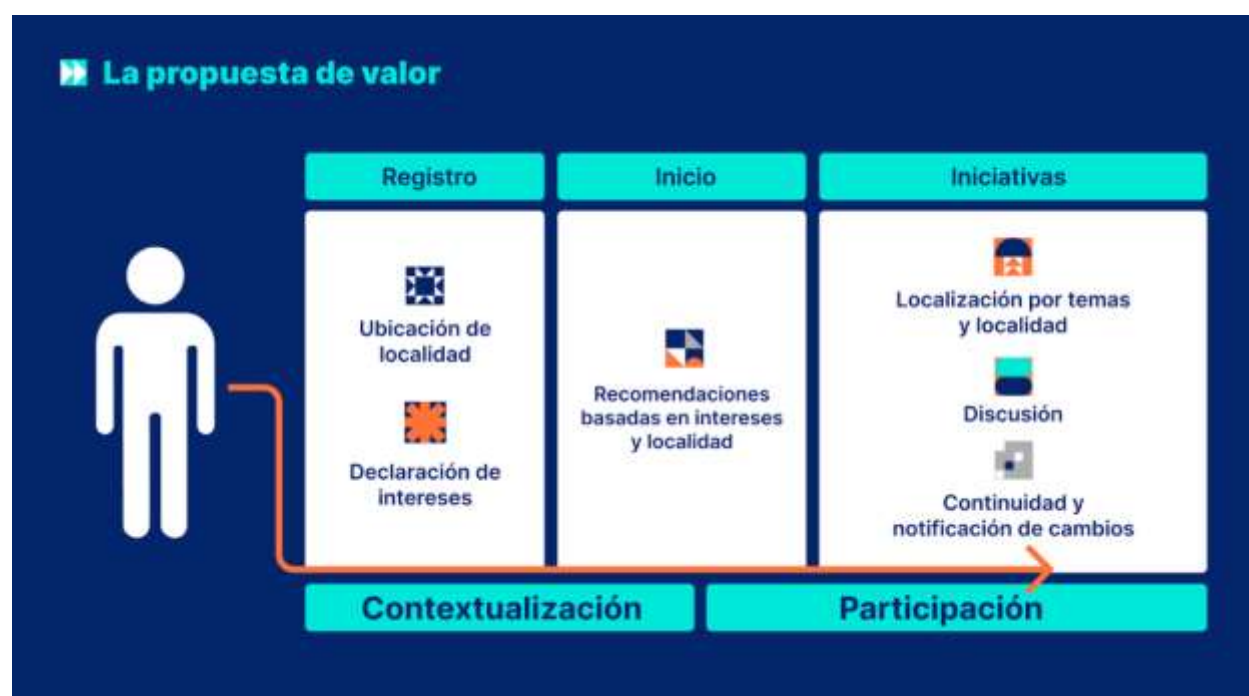 La propuesta de valor
Registro
Inicio
Iniciativas
Ubicación de
localidad
Declaración de
intereses
Recomendaciones
basadas en intereses
y localidad
Localización por temas
y localidad
Discusión
Continuidad y
notificación de cambios
Contextualización
Participación